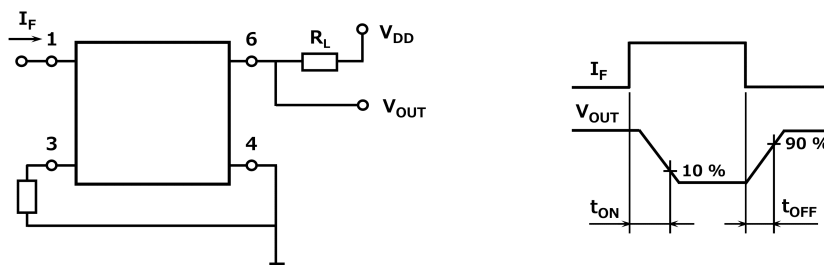 I_F
1
6
R_L
V_DD
V_OUT
3
4
I_F
V_OUT
10 %
90 %
t_ON
t_OFF